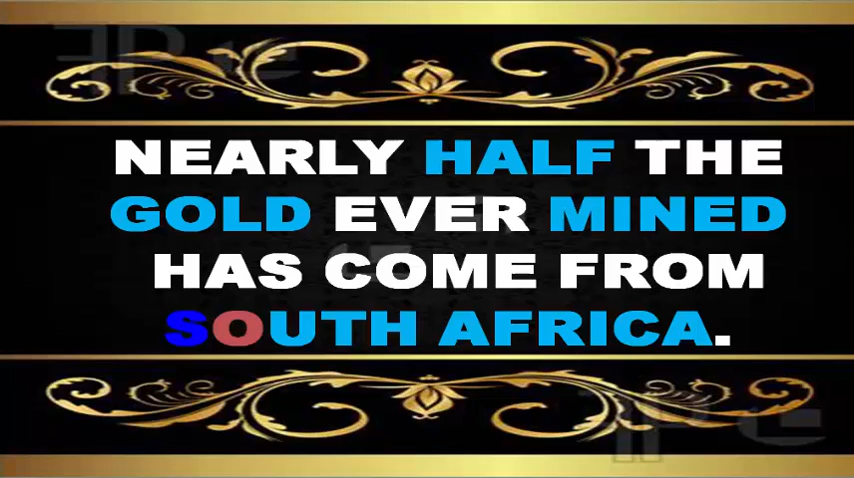 NEARLY HALF THE
GOLD EVER MINED
HAS COME FROM
SOUTH AFRICA.